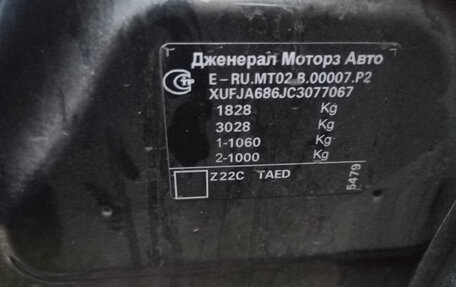 Дженерал Моторз Авто
E – RU.MT02.B.00007.P2
XUFJA686JC3077067
1828 Kg
3028 Kg
1-1060 Kg
2-1000 Kg
Z22C TAED
5479